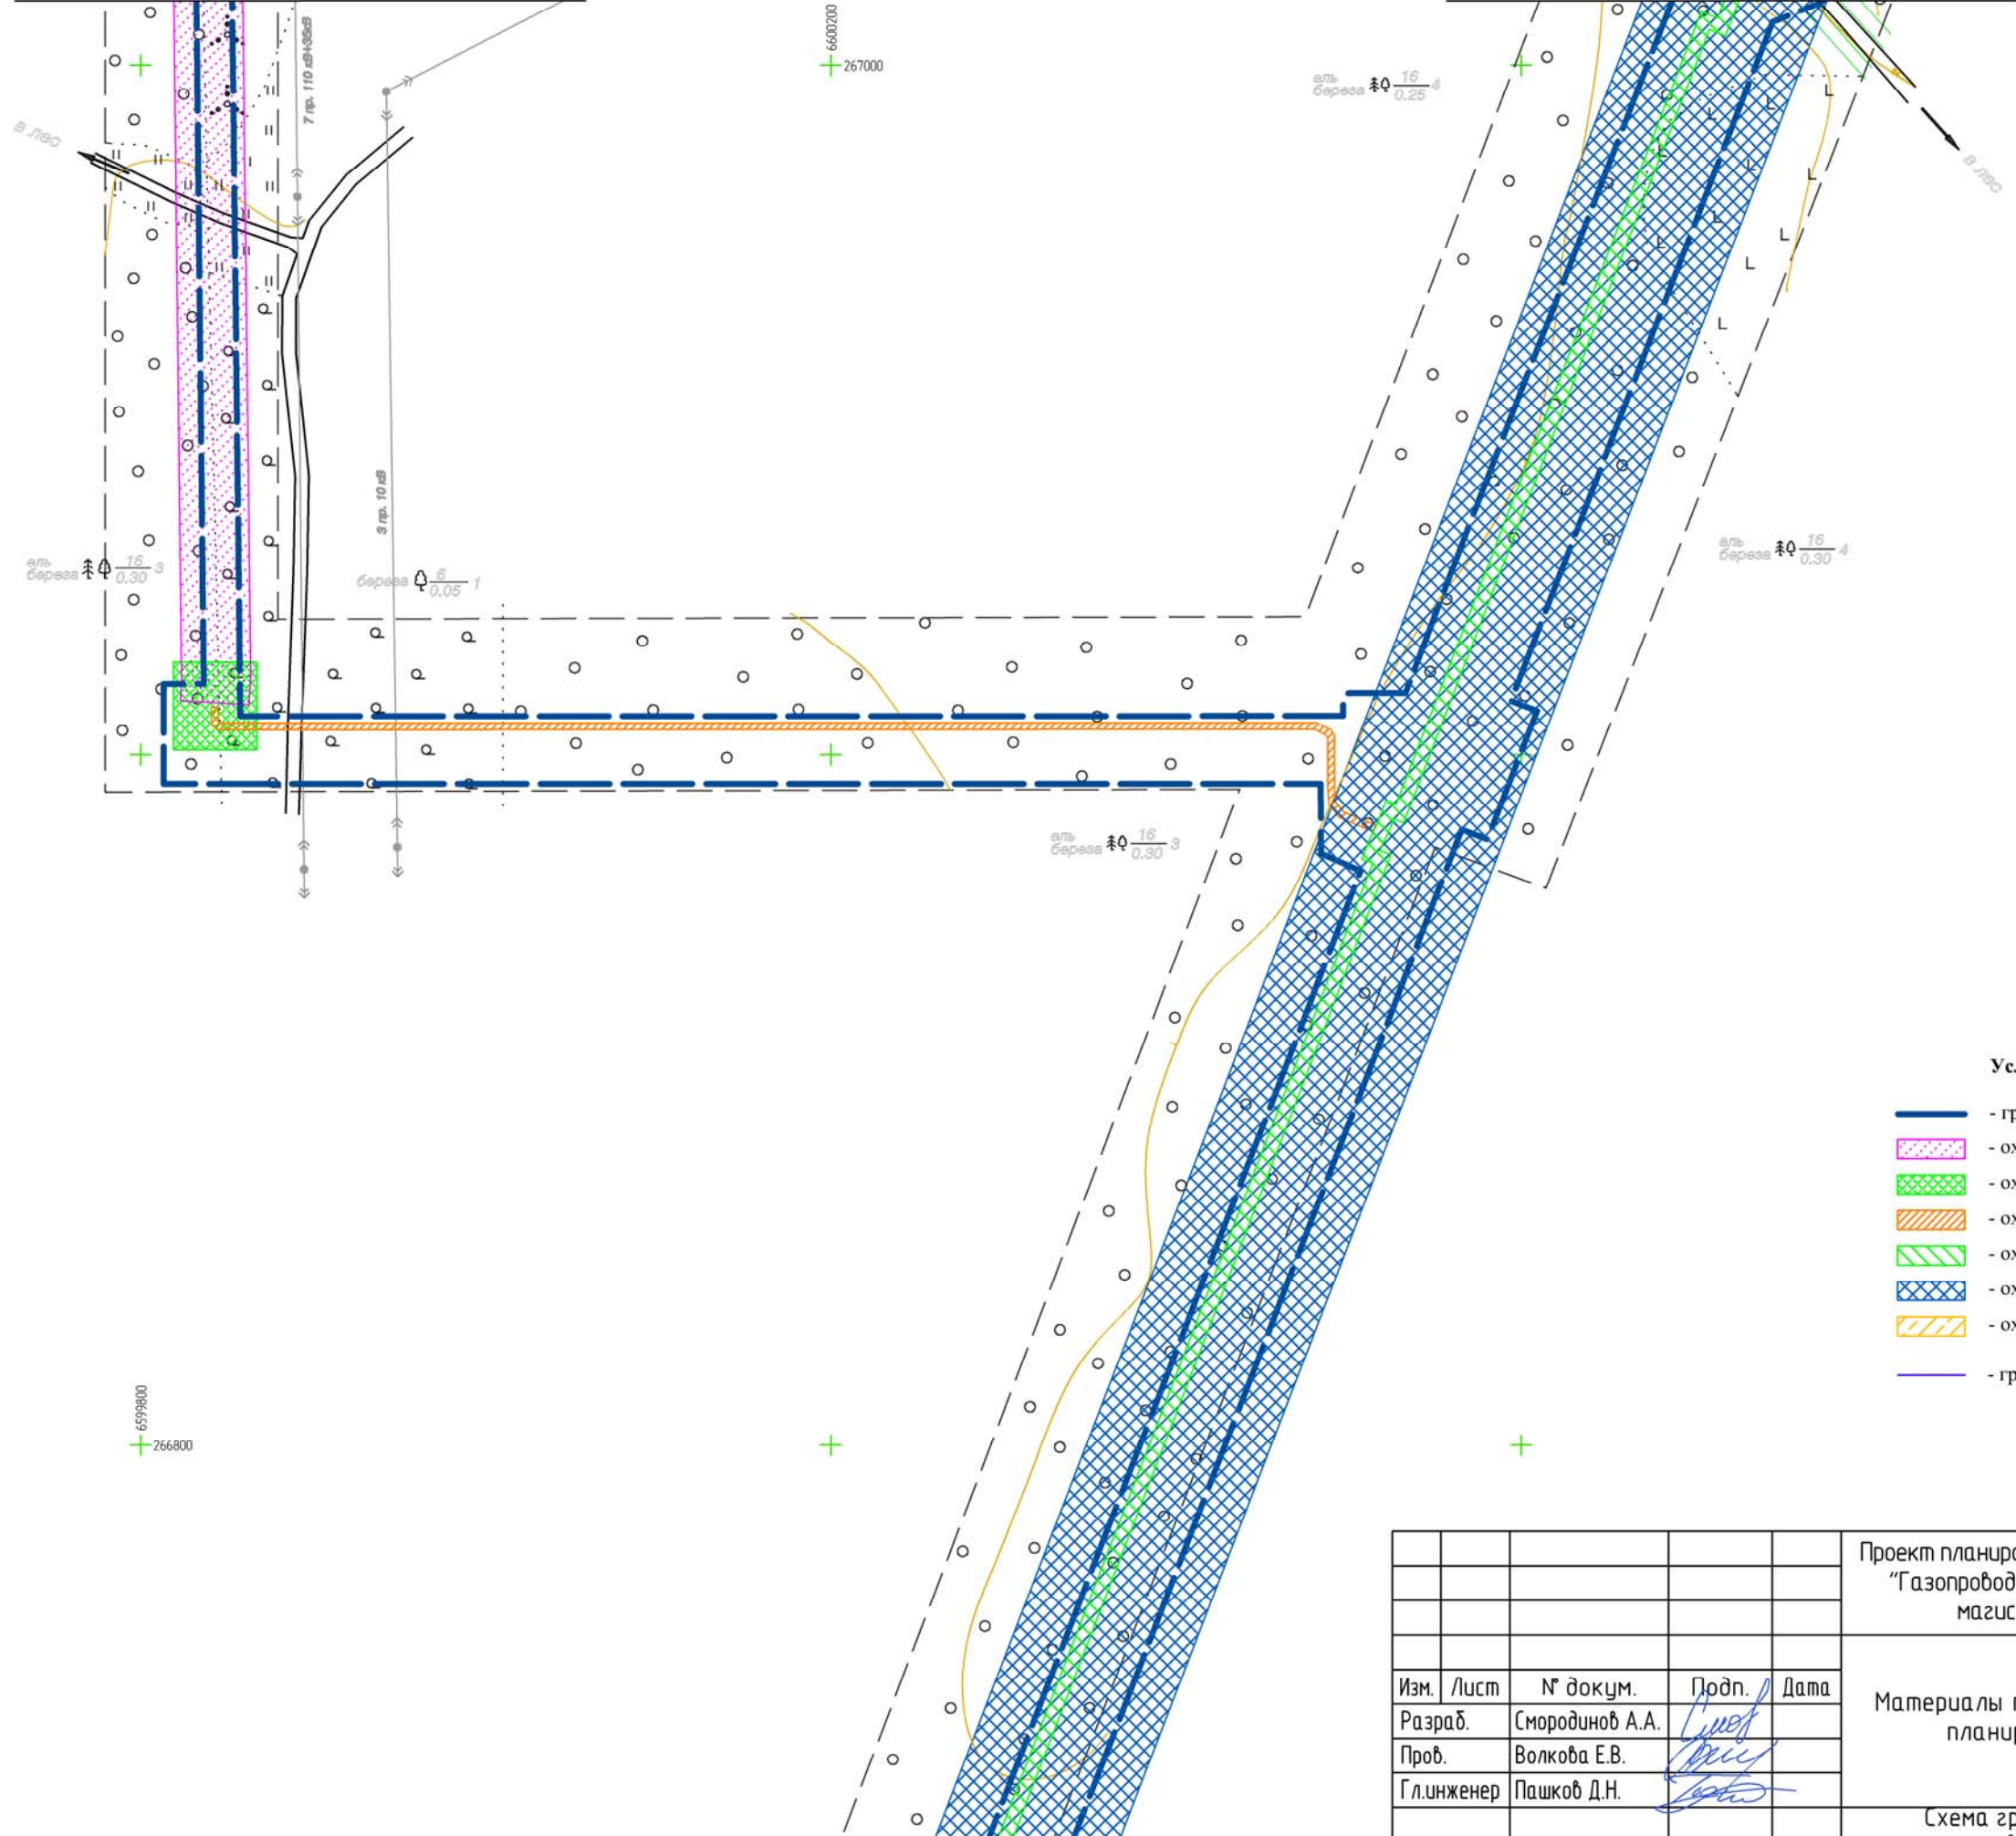 6600200
267000
7 пр. 110 кВ+35кВ
в лес
ель
береза 16 0.25 4
в лес
3 пр. 10 кВ
ель
береза 16 0.30 3
береза 6 0.05 1
ель
береза 16 0.30 4
ель
береза 16 0.30 3
Ус.
- гр
- ох
- ох
- ох
- ох
- ох
- ох
- гр
6599800
266800
Проект планиро
"Газопровод
магис
Изм. Лист № докум. Подп. Дата
Разраб. Смородинов А.А.
Пров. Волкова Е.В.
Гл.инженер Пашков Д.Н.
Материалы
планир
Схема гр